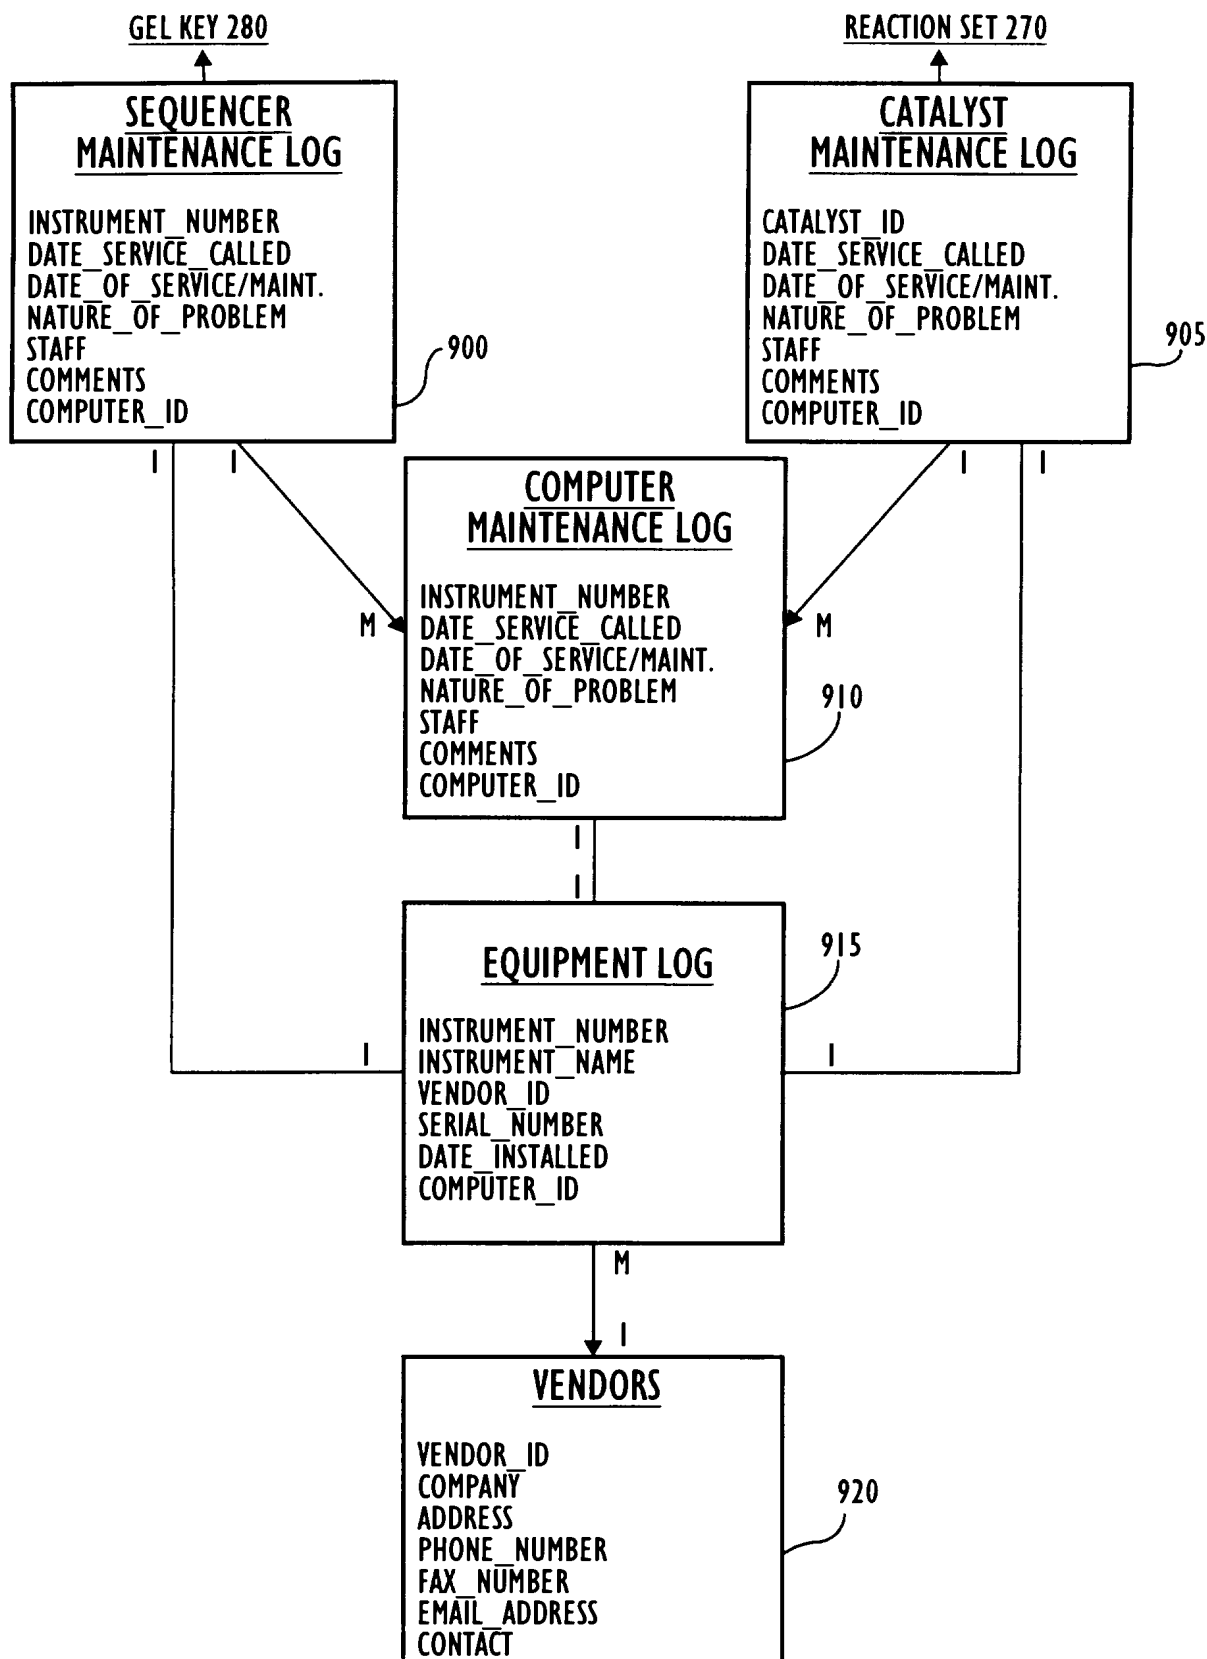 GEL KEY 280
REACTION SET 270
SEQUENCER
MAINTENANCE LOG
INSTRUMENT_NUMBER
DATE_SERVICE_CALLED
DATE_OF_SERVICE/MAINT.
NATURE_OF_PROBLEM
STAFF
COMMENTS
COMPUTER_ID
900
CATALYST
MAINTENANCE LOG
CATALYST_ID
DATE_SERVICE_CALLED
DATE_OF_SERVICE/MAINT.
NATURE_OF_PROBLEM
STAFF
COMMENTS
COMPUTER_ID
905
1
1
1
1
COMPUTER
MAINTENANCE LOG
INSTRUMENT_NUMBER
DATE_SERVICE_CALLED
DATE_OF_SERVICE/MAINT.
NATURE_OF_PROBLEM
STAFF
COMMENTS
COMPUTER_ID
M
M
910
1
1
EQUIPMENT LOG
INSTRUMENT_NUMBER
INSTRUMENT_NAME
VENDOR_ID
SERIAL_NUMBER
DATE_INSTALLED
COMPUTER_ID
915
1
1
M
1
VENDORS
VENDOR_ID
COMPANY
ADDRESS
PHONE_NUMBER
FAX_NUMBER
EMAIL_ADDRESS
CONTACT
920